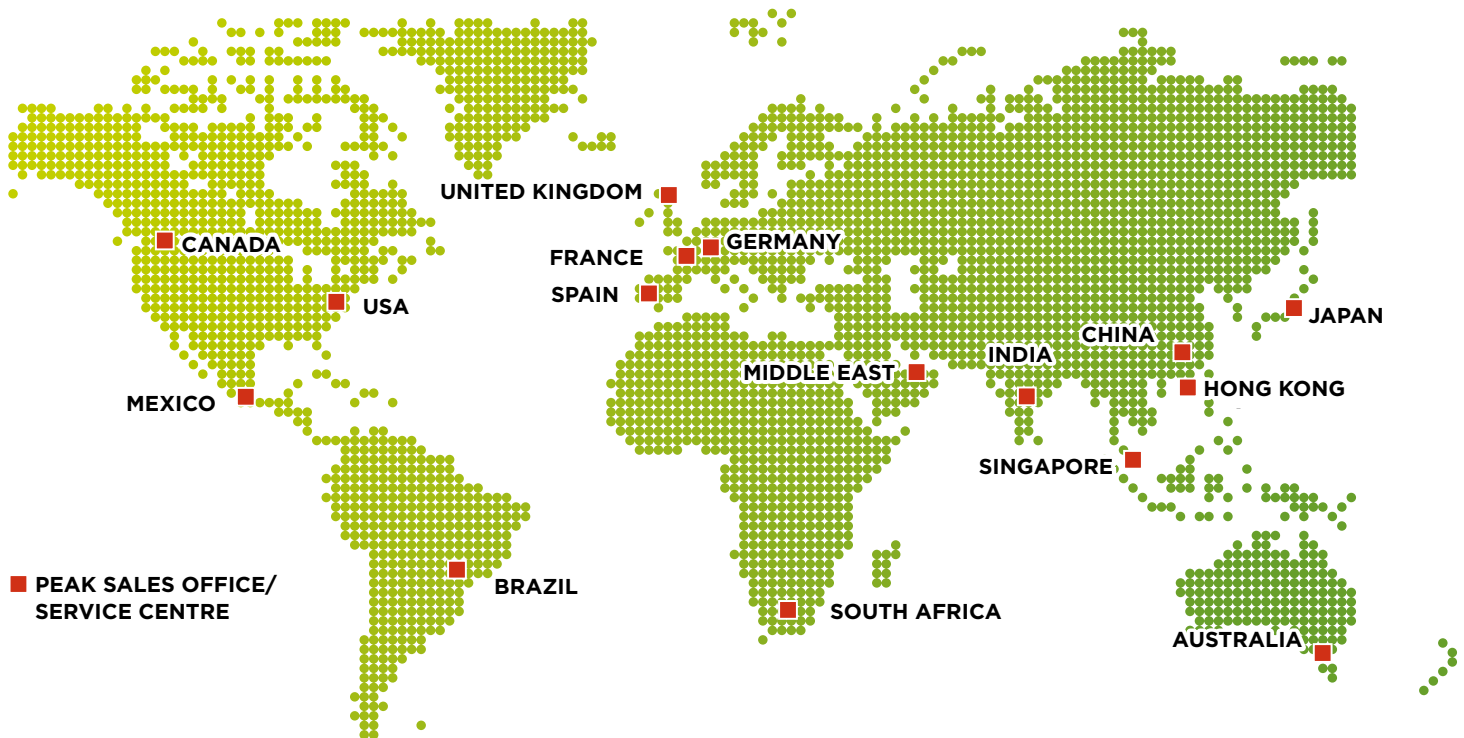 UNITED KINGDOM
CANADA
GERMANY
FRANCE
SPAIN
USA
JAPAN
CHINA
INDIA
MIDDLE EAST
HONG KONG
MEXICO
SINGAPORE
PEAK SALES OFFICE/
SERVICE CENTRE
BRAZIL
SOUTH AFRICA
AUSTRALIA